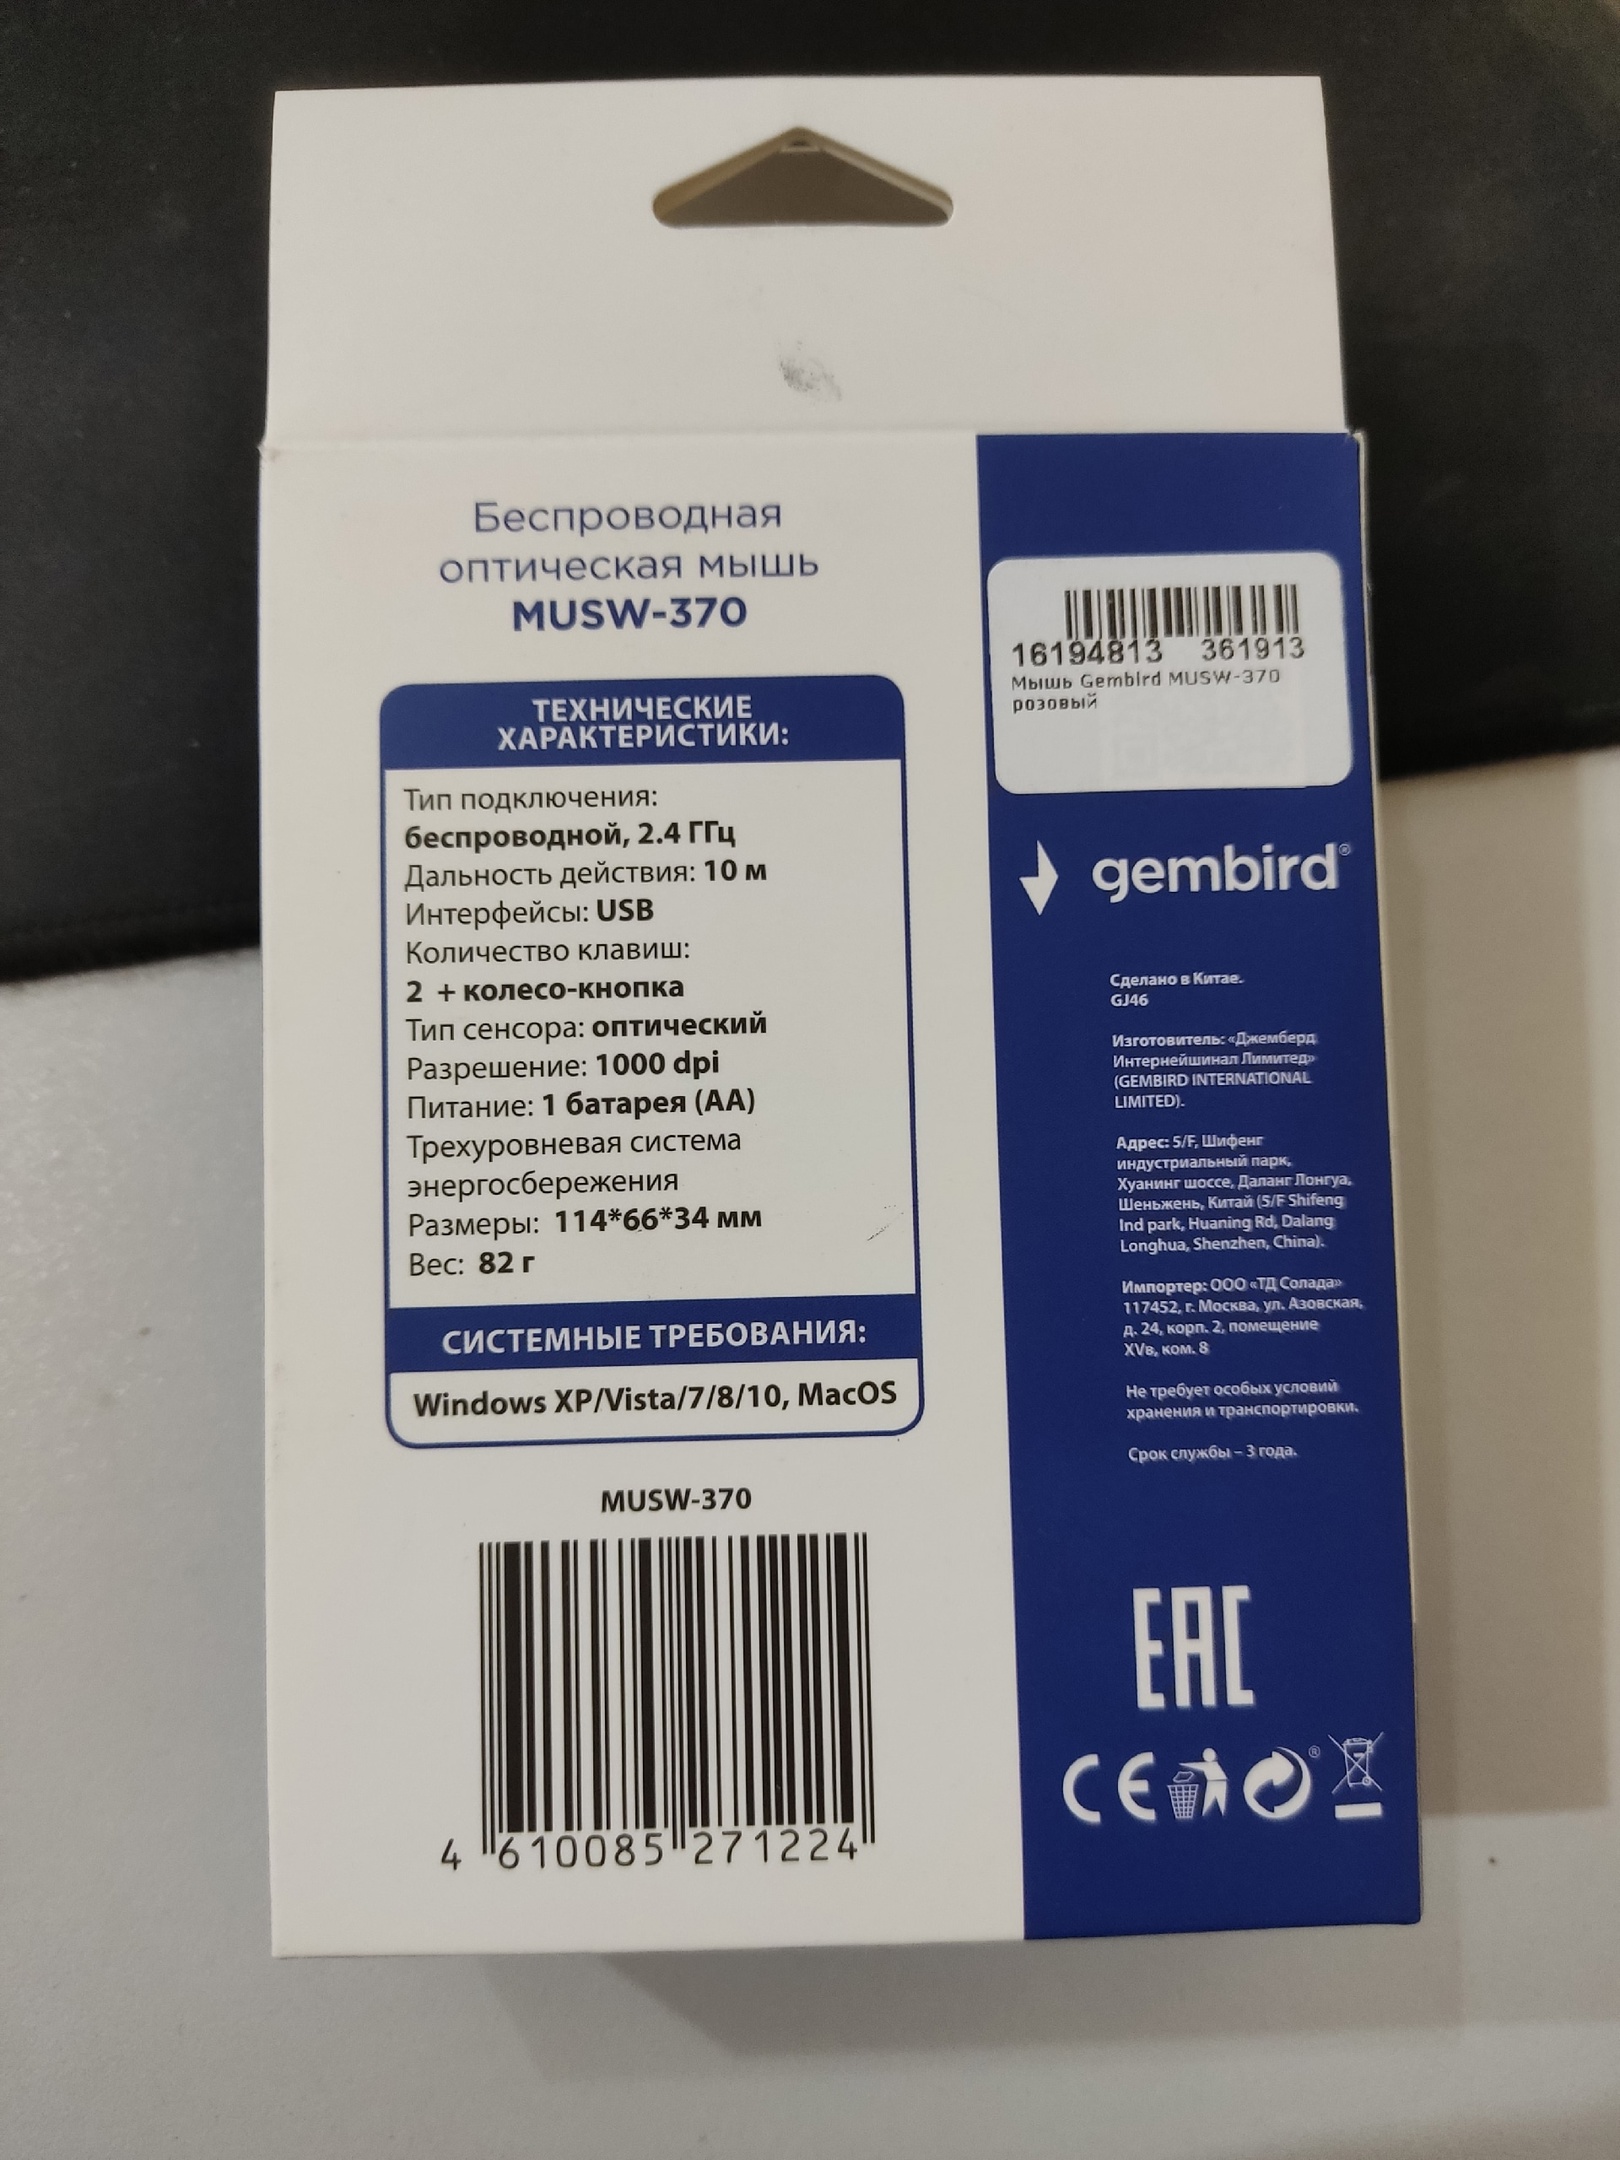 Беспроводная
оптическая мышь
MUSW-370
ТЕХНИЧЕСКИЕ
ХАРАКТЕРИСТИКИ:
Тип подключения:
беспроводной, 2.4 ГГц
Дальность действия: 10 м
Интерфейсы: USB
Количество клавиш:
2 + колесо-кнопка
Тип сенсора: оптический
Разрешение: 1000 dpi
Питание: 1 батарея (АА)
Трехуровневая система
энергосбережения
Размеры: 114*66*34 мм
Вес: 82 г
СИСТЕМНЫЕ ТРЕБОВАНИЯ:
Windows XP/Vista/7/8/10, MacOS
MUSW-370
4 610085 271224
16194813 361913
Мышь Gembird MUSW-370
розовый
gembird®
Сделано в Китае.
GJ46
Изготовитель: «Джемберд
Интернейшинал Лимитед»
(GEMBIRD INTERNATIONAL
LIMITED).
Адрес: 5/F, Шифенг
индустриальный парк,
Хуанинг шоссе, Даланг Лонгуа,
Шеньжень, Китай (5/F Shifeng
Ind park, Huaning Rd, Dalang
Longhua, Shenzhen, China).
Импортер: ООО «ТД Солада»
117452, г. Москва, ул. Азовская,
д. 24, корп. 2, помещение
XVв, ком. 8
Не требует особых условий
хранения и транспортировки.
Срок службы – 3 года.
EAC
CE ®